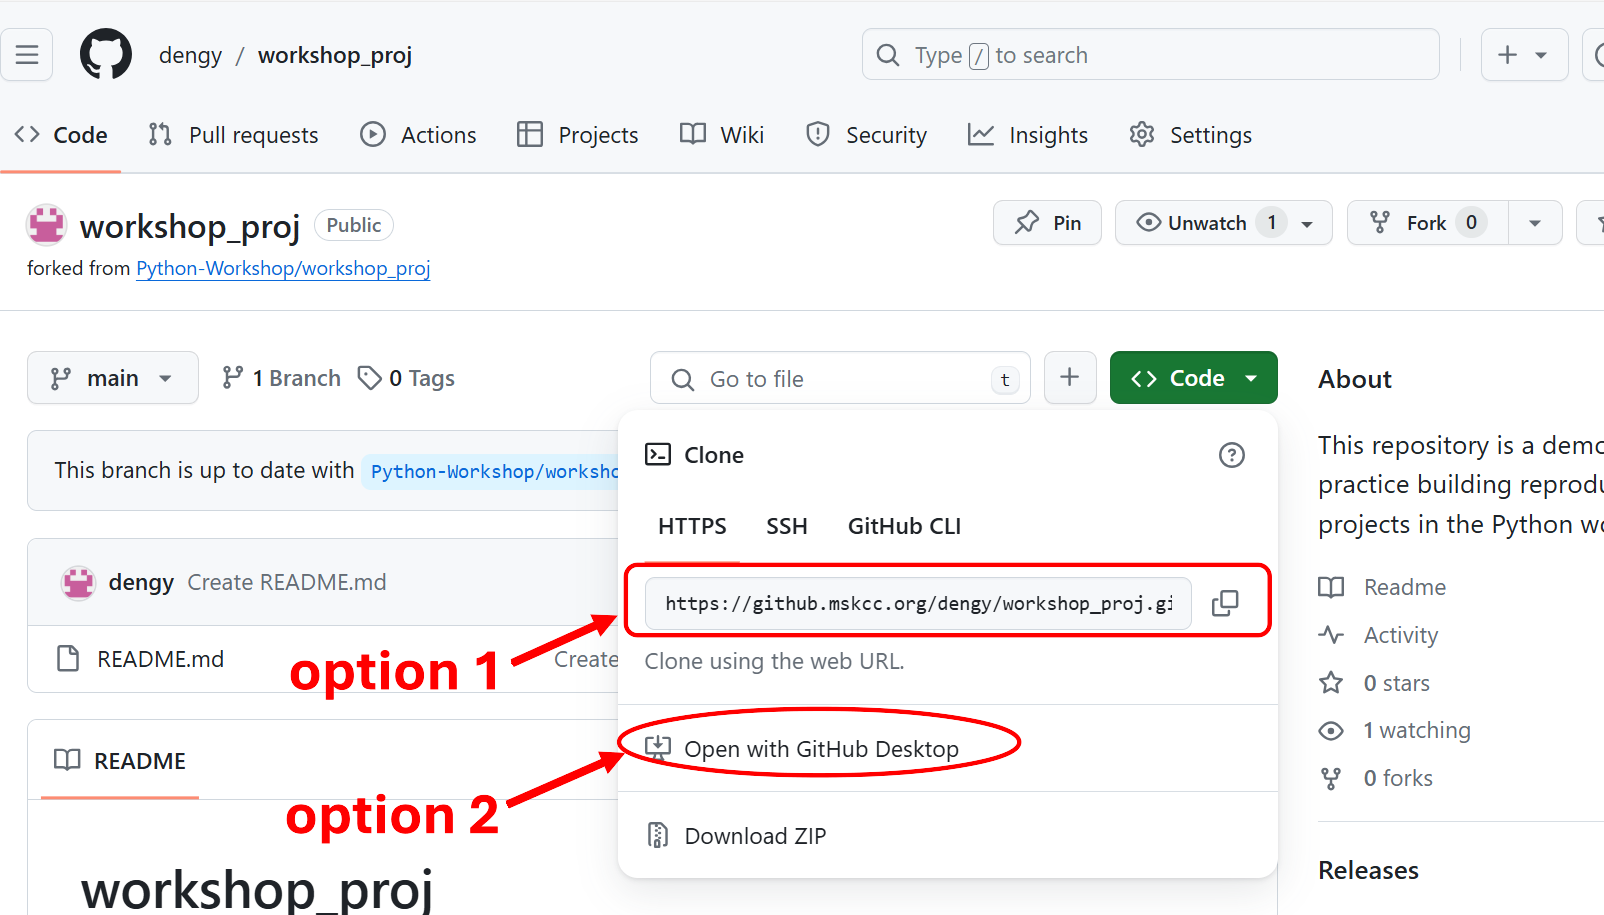 dengy / workshop_proj
Type / to search
Code
Pull requests
Actions
Projects
Wiki
Security
Insights
Settings
workshop_proj Public
Pin
Unwatch 1
Fork 0
forked from Python-Workshop/workshop_proj
main
1 Branch
0 Tags
Go to file t
Code
About
This branch is up to date with Python-Workshop/worksho
Clone
HTTPS SSH GitHub CLI
https://github.mskcc.org/dengy/workshop_proj.gi
Clone using the web URL.
Open with GitHub Desktop
Download ZIP
dengy Create README.md
README.md Create
option 1
option 2
README
workshop_proj
This repository is a demo
practice building reprodu
projects in the Python wo
Readme
Activity
0 stars
1 watching
0 forks
Releases